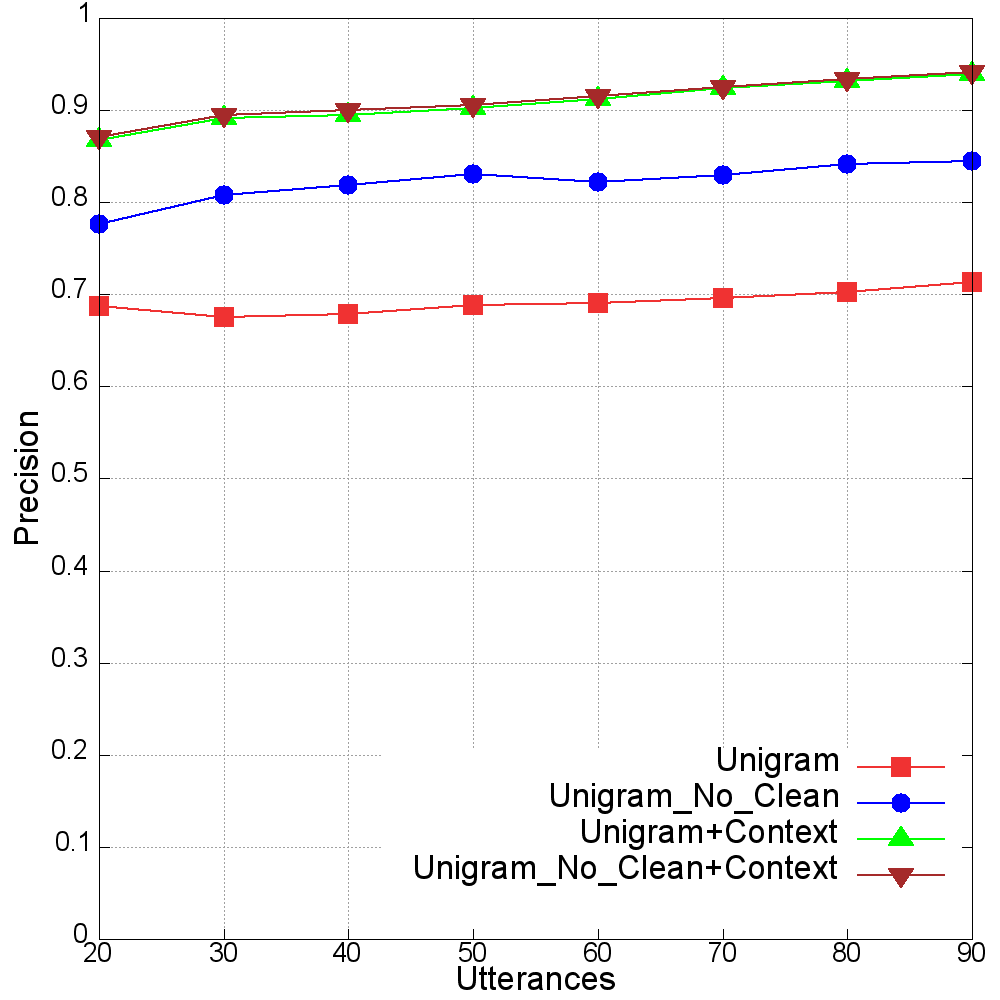 1
0.9
0.8
0.7
0.6
0.5
0.4
0.3
0.2
0.1
0
Precision
Unigram
Unigram_No_Clean
Unigram+Context
Unigram_No_Clean+Context
20 30 40 50 60 70 80 90
Utterances